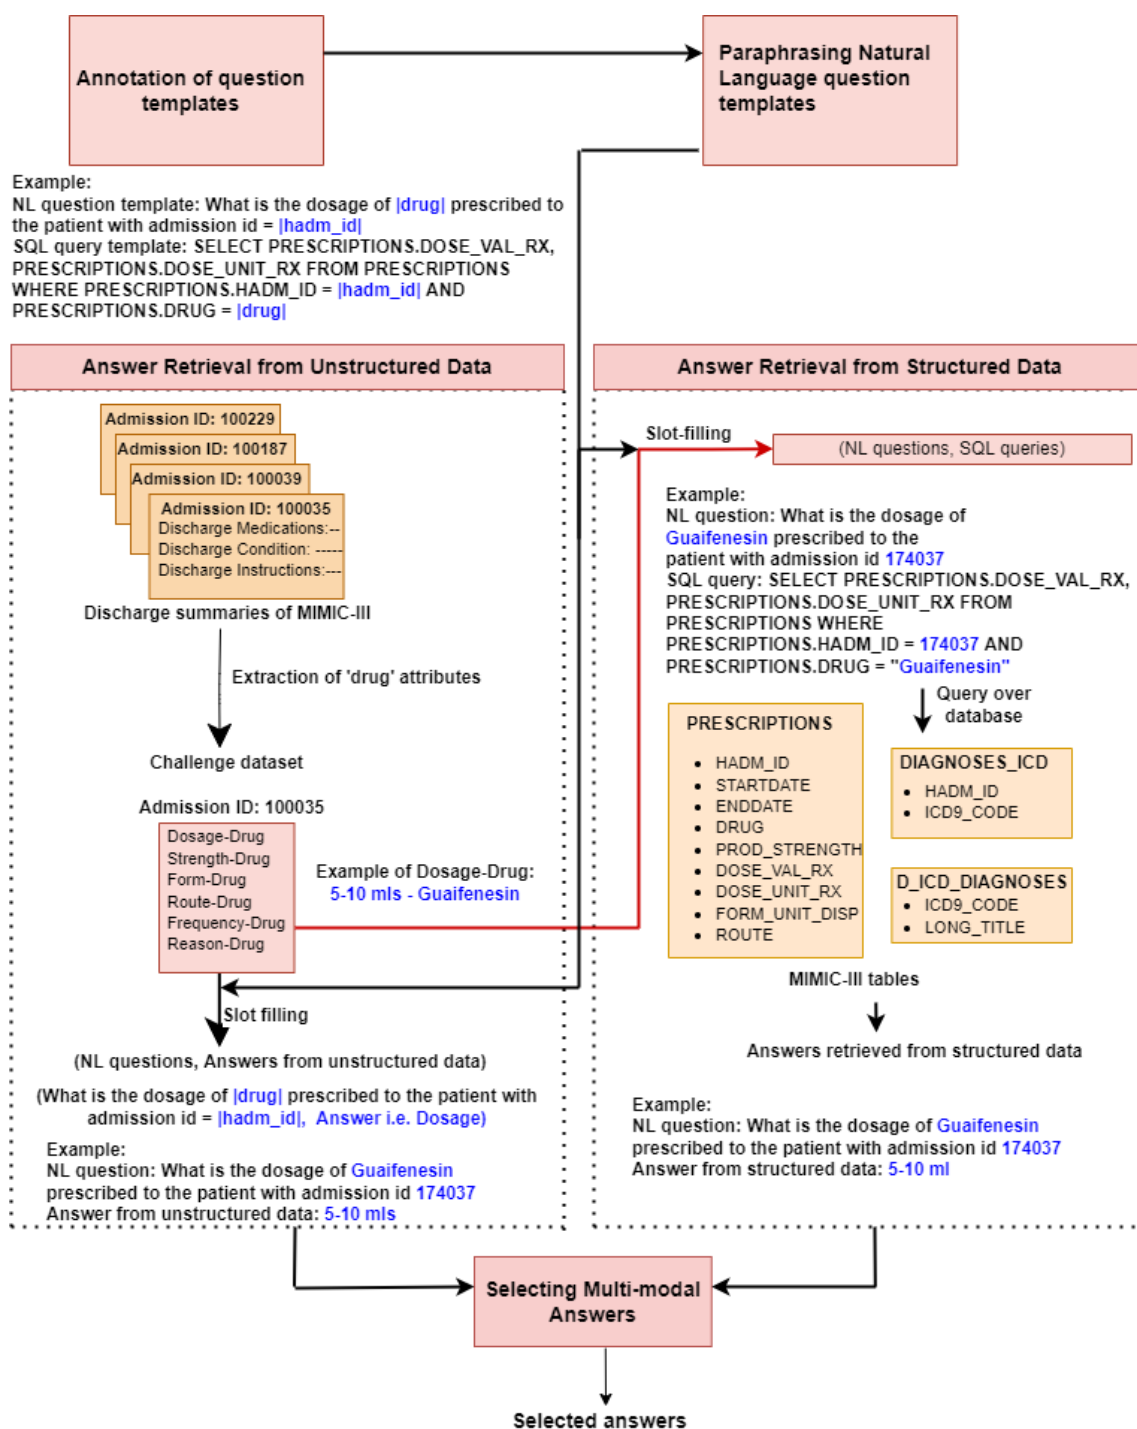 Annotation of question
templates
Paraphrasing Natural
Language question
templates
Example:
NL question template: What is the dosage of |drug| prescribed to
the patient with admission id = |hadm_id|
SQL query template: SELECT PRESCRIPTIONS.DOSE_VAL_RX,
PRESCRIPTIONS.DOSE_UNIT_RX FROM PRESCRIPTIONS
WHERE PRESCRIPTIONS.HADM_ID = |hadm_id| AND
PRESCRIPTIONS.DRUG = |drug|
Answer Retrieval from Unstructured Data
Admission ID: 100229
Admission ID: 100187
Admission ID: 100039
Admission ID: 100035
Discharge Medications:--
Discharge Condition: -----
Discharge Instructions:---
Discharge summaries of MIMIC-III
Extraction of 'drug' attributes
Challenge dataset
Admission ID: 100035
Dosage-Drug
Strength-Drug
Form-Drug
Route-Drug
Frequency-Drug
Reason-Drug
Example of Dosage-Drug:
5-10 mls - Guaifenesin
Slot filling
(NL questions, Answers from unstructured data)
(What is the dosage of |drug| prescribed to the patient with
admission id = |hadm_id|, Answer i.e. Dosage)
Example:
NL question: What is the dosage of Guaifenesin
prescribed to the patient with admission id 174037
Answer from unstructured data: 5-10 mls
Answer Retrieval from Structured Data
Slot-filling
(NL questions, SQL queries)
Example:
NL question: What is the dosage of
Guaifenesin prescribed to the
patient with admission id 174037
SQL query: SELECT PRESCRIPTIONS.DOSE_VAL_RX,
PRESCRIPTIONS.DOSE_UNIT_RX FROM
PRESCRIPTIONS WHERE
PRESCRIPTIONS.HADM_ID = 174037 AND
PRESCRIPTIONS.DRUG = "Guaifenesin"
Query over
database
PRESCRIPTIONS
• HADM_ID
• STARTDATE
• ENDDATE
• DRUG
• PROD_STRENGTH
• DOSE_VAL_RX
• DOSE_UNIT_RX
• FORM_UNIT_DISP
• ROUTE
DIAGNOSES_ICD
• HADM_ID
• ICD9_CODE
D_ICD_DIAGNOSES
• ICD9_CODE
• LONG_TITLE
MIMIC-III tables
Answers retrieved from structured data
Example:
NL question: What is the dosage of Guaifenesin
prescribed to the patient with admission id 174037
Answer from structured data: 5-10 ml
Selecting Multi-modal
Answers
Selected answers